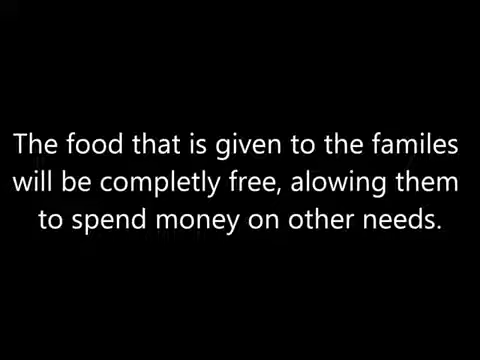 The food that is given to the familes
will be completly free, alowing them
to spend money on other needs.